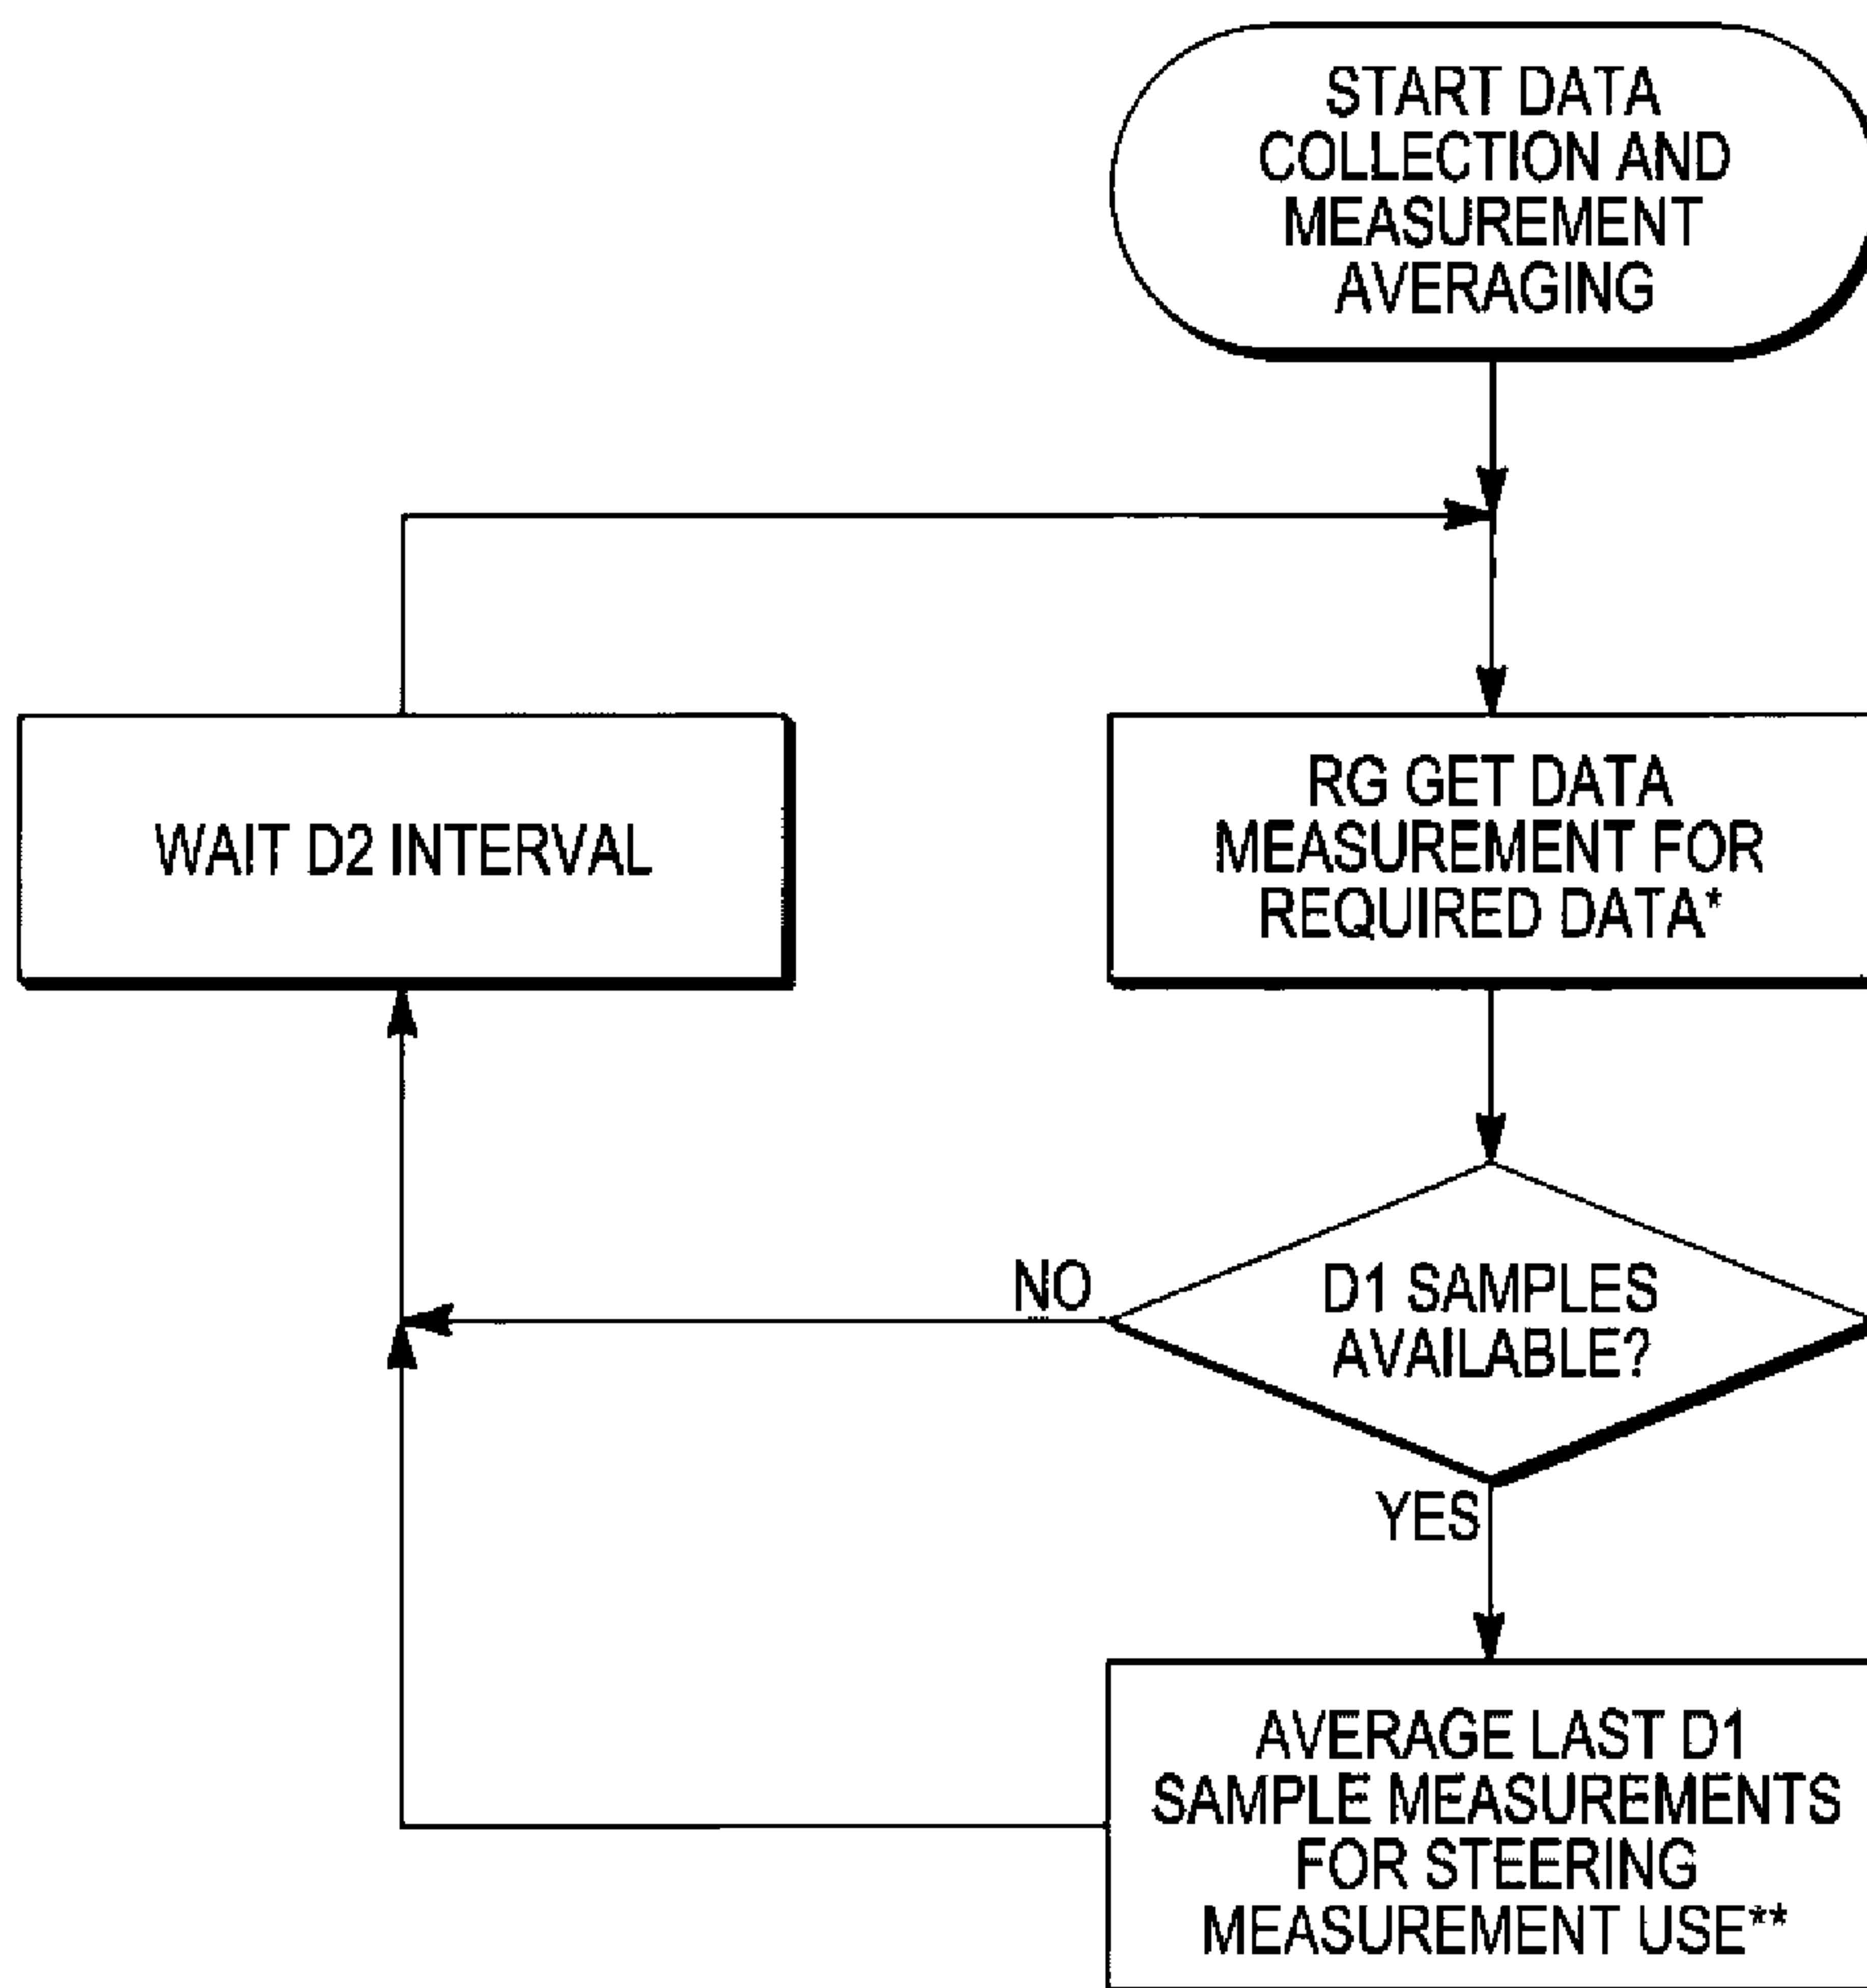 START DATA
COLLECTION AND
MEASUREMENT
AVERAGING
WAIT D2 INTERVAL
RG GET DATA
MEASUREMENT FOR
REQUIRED DATA*
NO
D1 SAMPLES
AVAILABLE?
YES
AVERAGE LAST D1
SAMPLE MEASUREMENTS
FOR STEERING
MEASUREMENT USE**